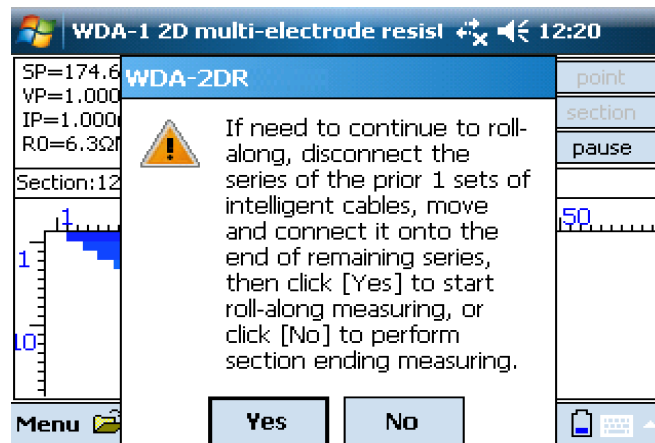 WDA-1 2D multi-electrode resist 12:20
SP=174.6
VP=1.000
IP=1.000
R0=6.3Ω
Section:12
WDA-2DR
If need to continue to roll-
along, disconnect the
series of the prior 1 sets of
intelligent cables, move
and connect it onto the
end of remaining series,
then click [Yes] to start
roll-along measuring, or
click [No] to perform
section ending measuring.
Yes No
point
section
pause
1 50
1
10
Menu